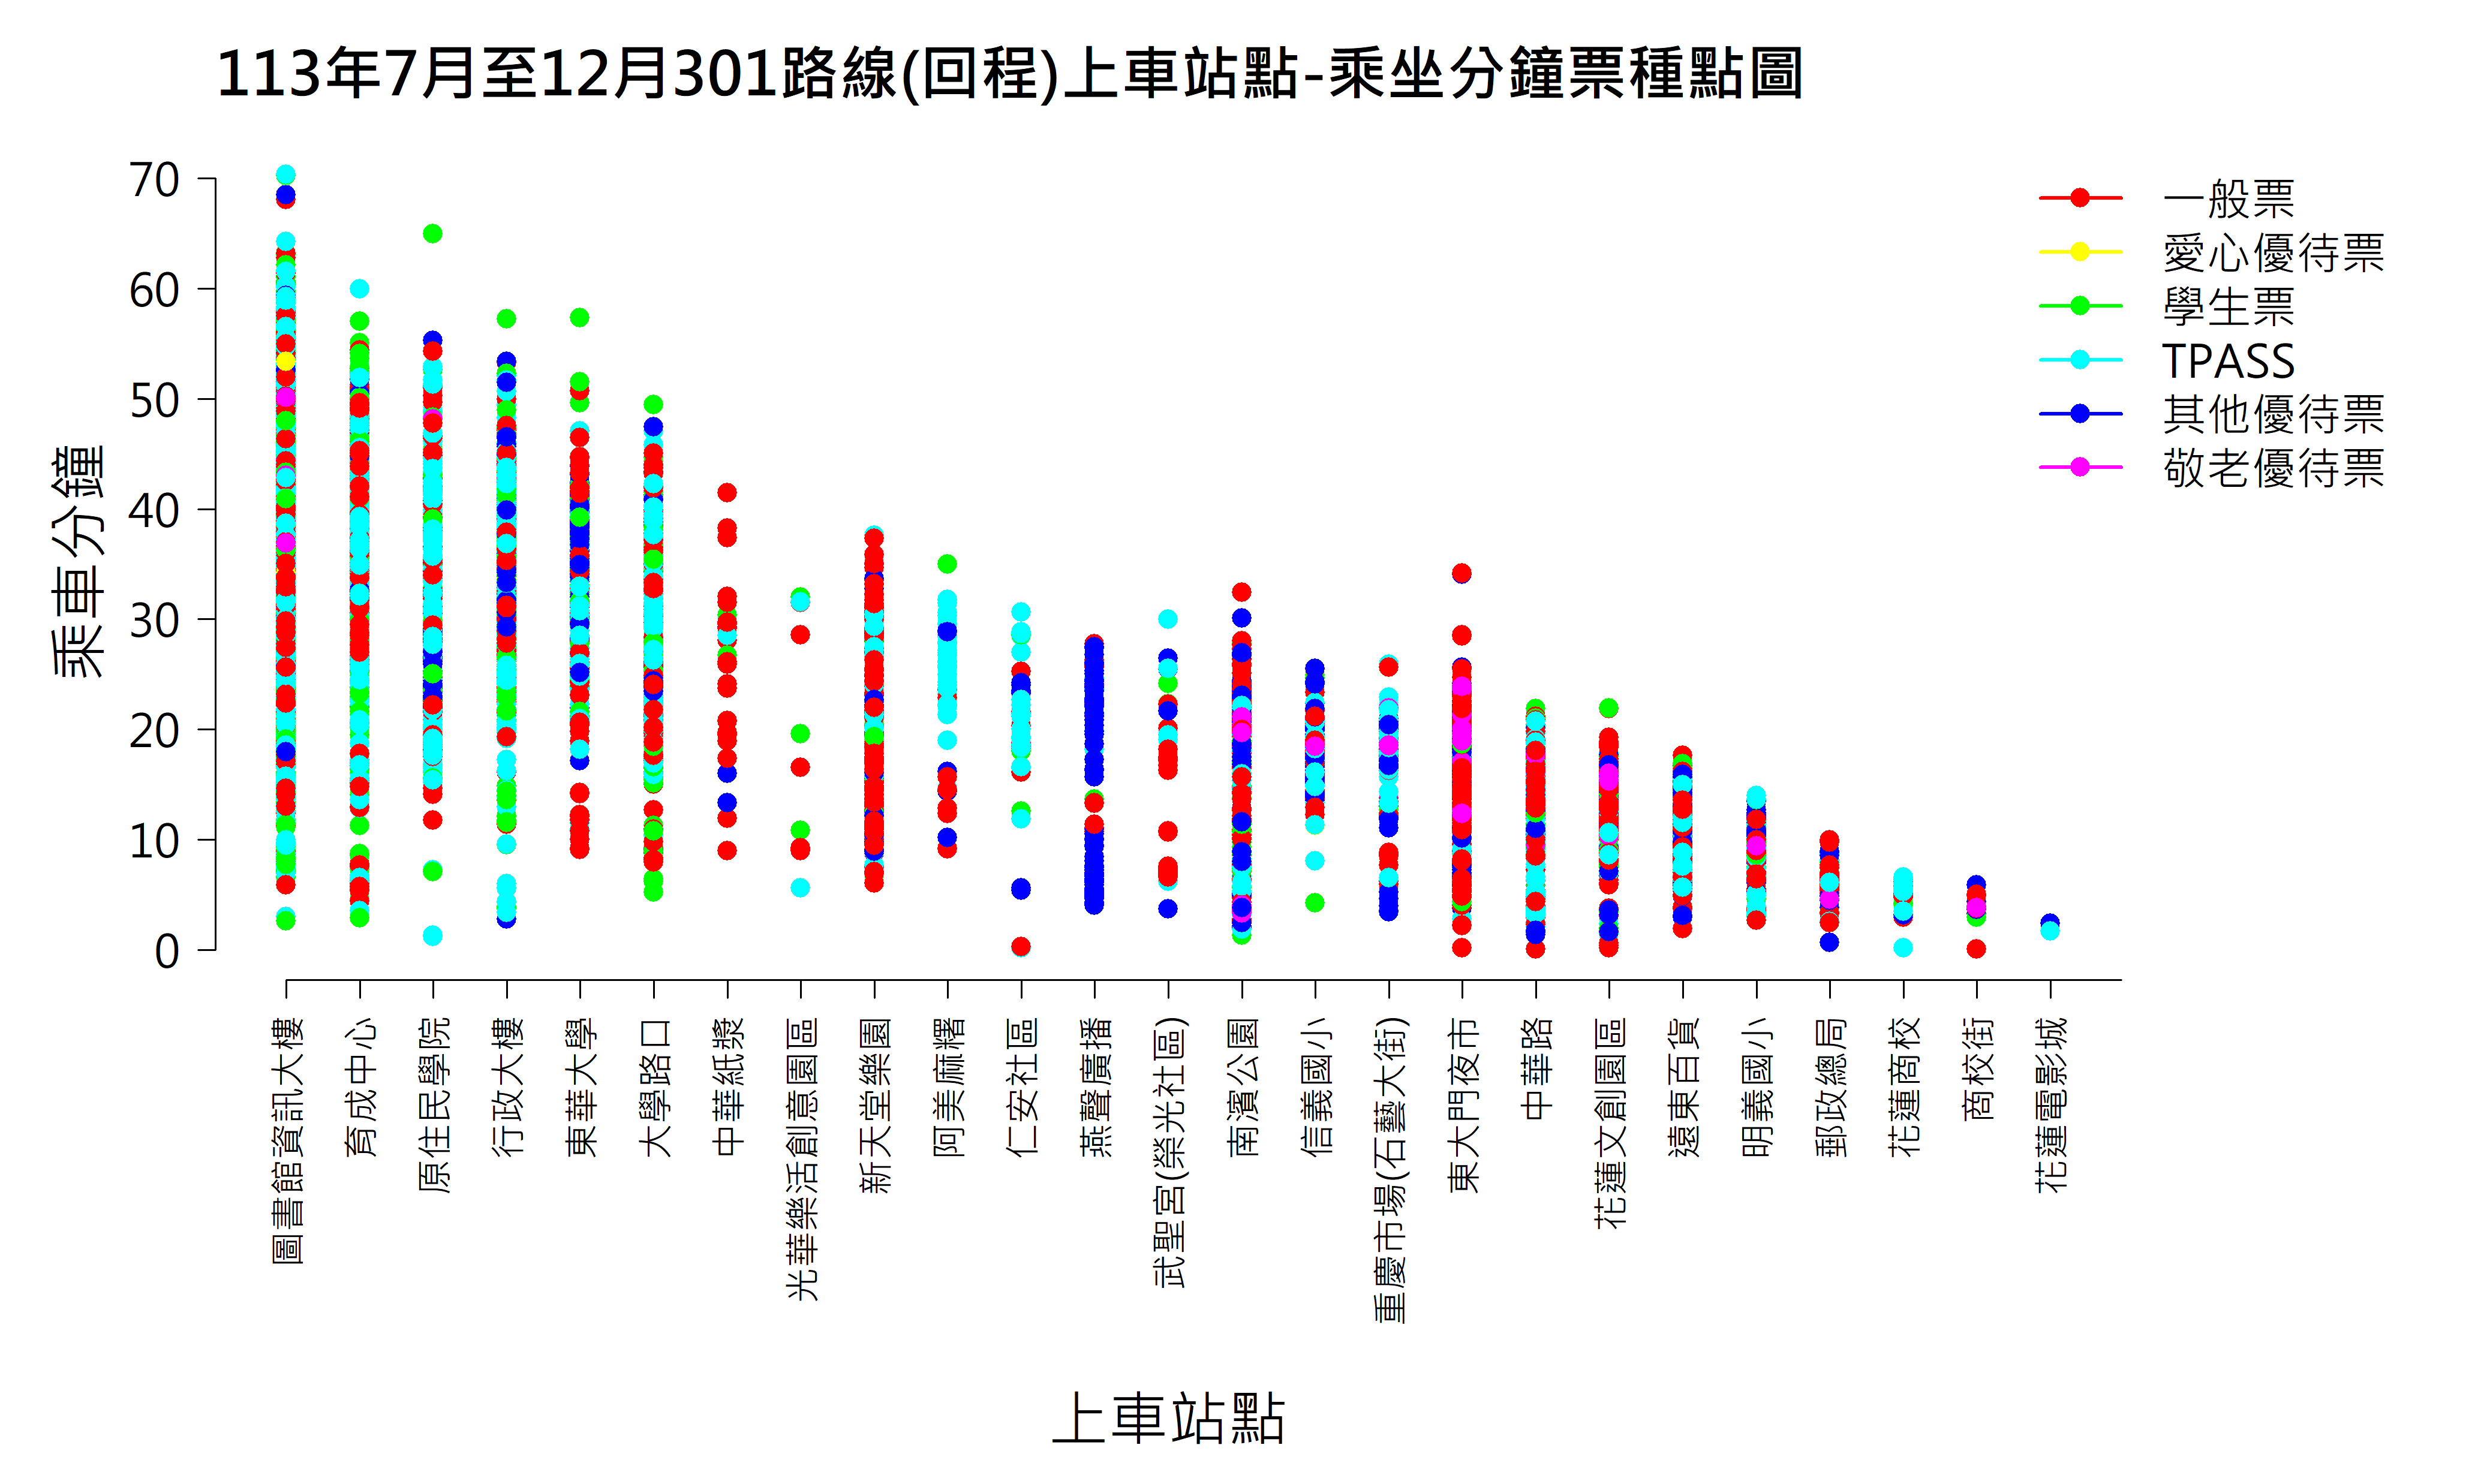 113年7月至12月301路線(回程)上車站點-乘坐分鐘票種點圖
乘車分鐘
70
60
50
40
30
20
10
0
一般票
愛心優待票
學生票
TPASS
其他優待票
敬老優待票
圖書館資訊大樓
育成中心
原住民學院
行政大樓
東華大學
大學路口
中華紙漿
光華樂活創意園區
新天堂樂園
阿美麻糬
仁安社區
燕聲廣播
武聖宮(榮光社區)
南濱公園
信義國小
重慶市場(石藝大街)
東大門夜市
中華路
花蓮文創園區
遠東百貨
明義國小
郵政總局
花蓮商校
商校街
花蓮電影城
上車站點